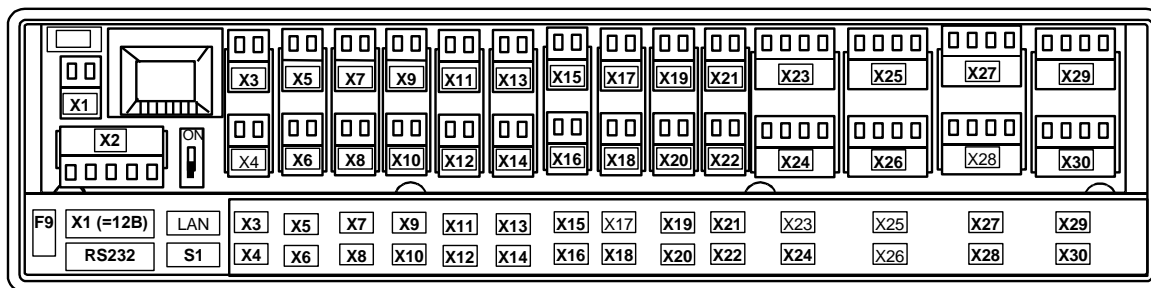 X3 X5 X7 X9 X11 X13 X15 X17 X19 X21 X23 X25 X27 X29
X1
X2 ON
X4 X6 X8 X10 X12 X14 X16 X18 X20 X22 X24 X26 X28 X30
F9 X1 (=12В) LAN X3 X5 X7 X9 X11 X13 X15 X17 X19 X21 X23 X25 X27 X29
RS232 S1 X4 X6 X8 X10 X12 X14 X16 X18 X20 X22 X24 X26 X28 X30